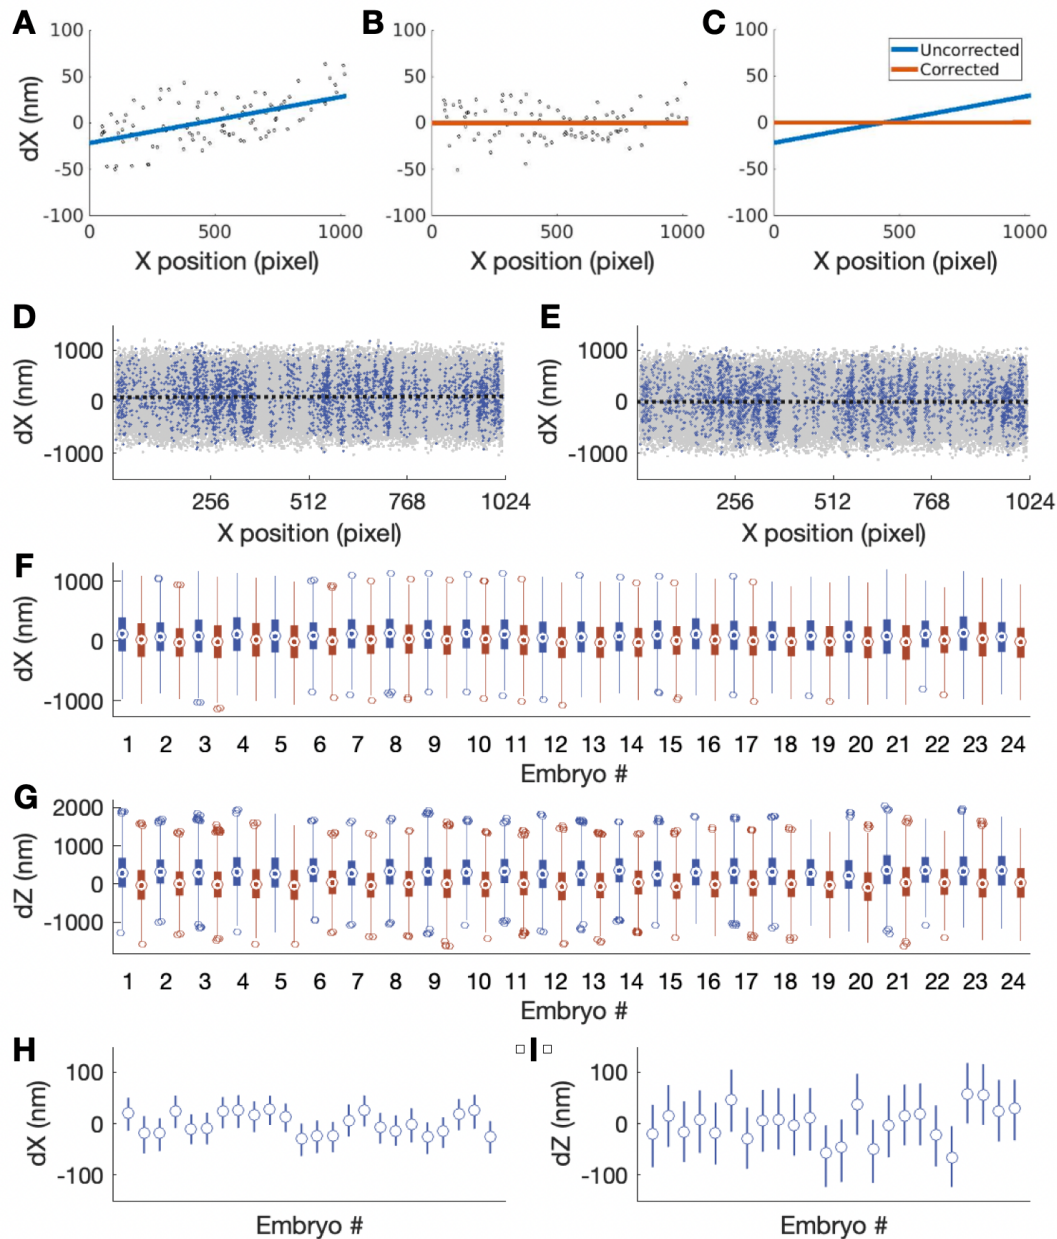 A
B
C
100
50
0
-50
-100
dX (nm)
0 500 1000
X position (pixel)
100
50
0
-50
-100
0 500 1000
X position (pixel)
100
50
0
-50
-100
Uncorrected
Corrected
0 500 1000
X position (pixel)
D
E
1000
0
-1000
dX (nm)
256 512 768 1024
X position (pixel)
1000
0
-1000
dX (nm)
256 512 768 1024
X position (pixel)
F
1000
0
-1000
dX (nm)
1 2 3 4 5 6 7 8 9 10 11 12 13 14 15 16 17 18 19 20 21 22 23 24
Embryo #
G
2000
1000
0
-1000
dZ (nm)
1 2 3 4 5 6 7 8 9 10 11 12 13 14 15 16 17 18 19 20 21 22 23 24
Embryo #
H
I
100
0
-100
dX (nm)
Embryo #
100
0
-100
dZ (nm)
Embryo #